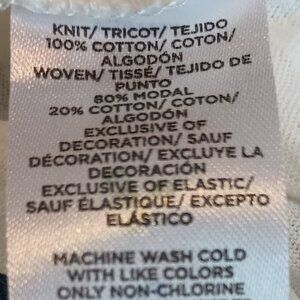 KNIT/ TRICOT/ TEJIDO
100% COTTON/ COTON/
ALGODÓN
WOVEN/ TISSÉ/ TEJIDO DE
PUNTO
80% MODAL
20% COTTON/ COTON/
ALGODÓN
EXCLUSIVE OF
DECORATION/ SAUF
DÉCORATION/ EXCLUYE LA
DECORACIÓN
EXCLUSIVE OF ELASTIC/
SAUF ÉLASTIQUE/ EXCEPTO
ELÁSTICO
MACHINE WASH COLD
WITH LIKE COLORS
ONLY NON-CHLORINE